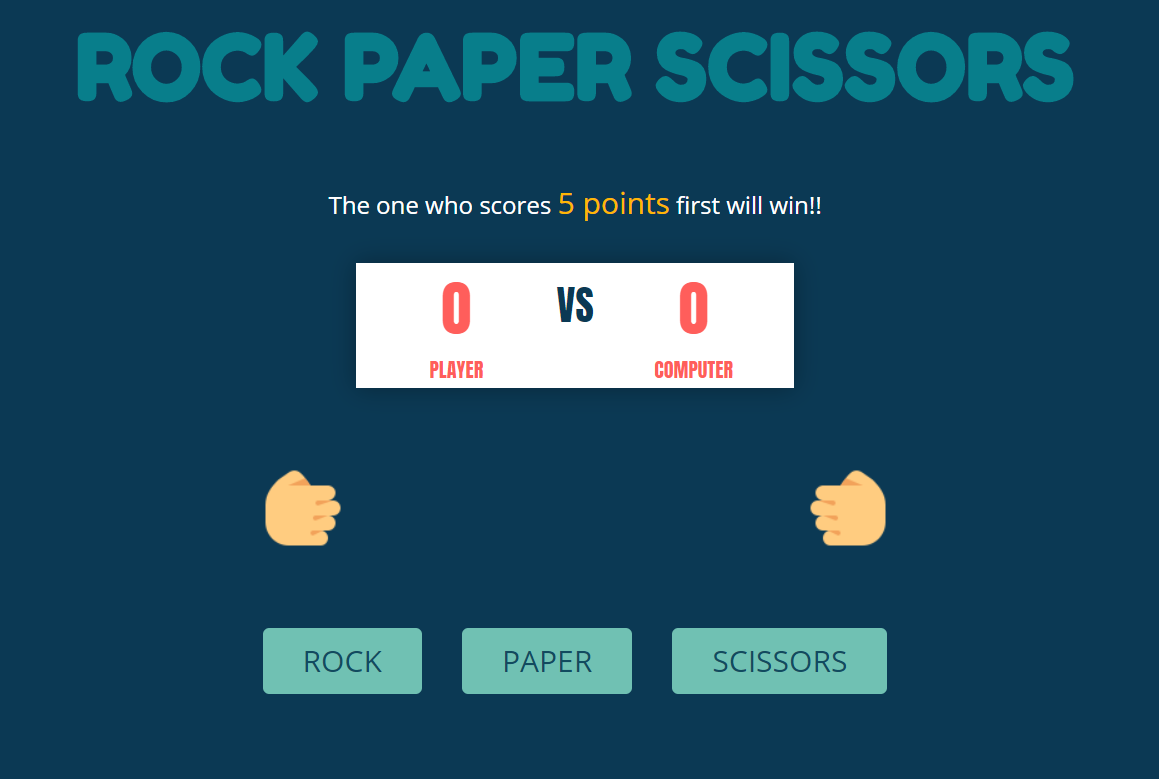 ROCK PAPER SCISSORS
The one who scores 5 points first will win!!
0 VS 0
PLAYER COMPUTER
ROCK PAPER SCISSORS